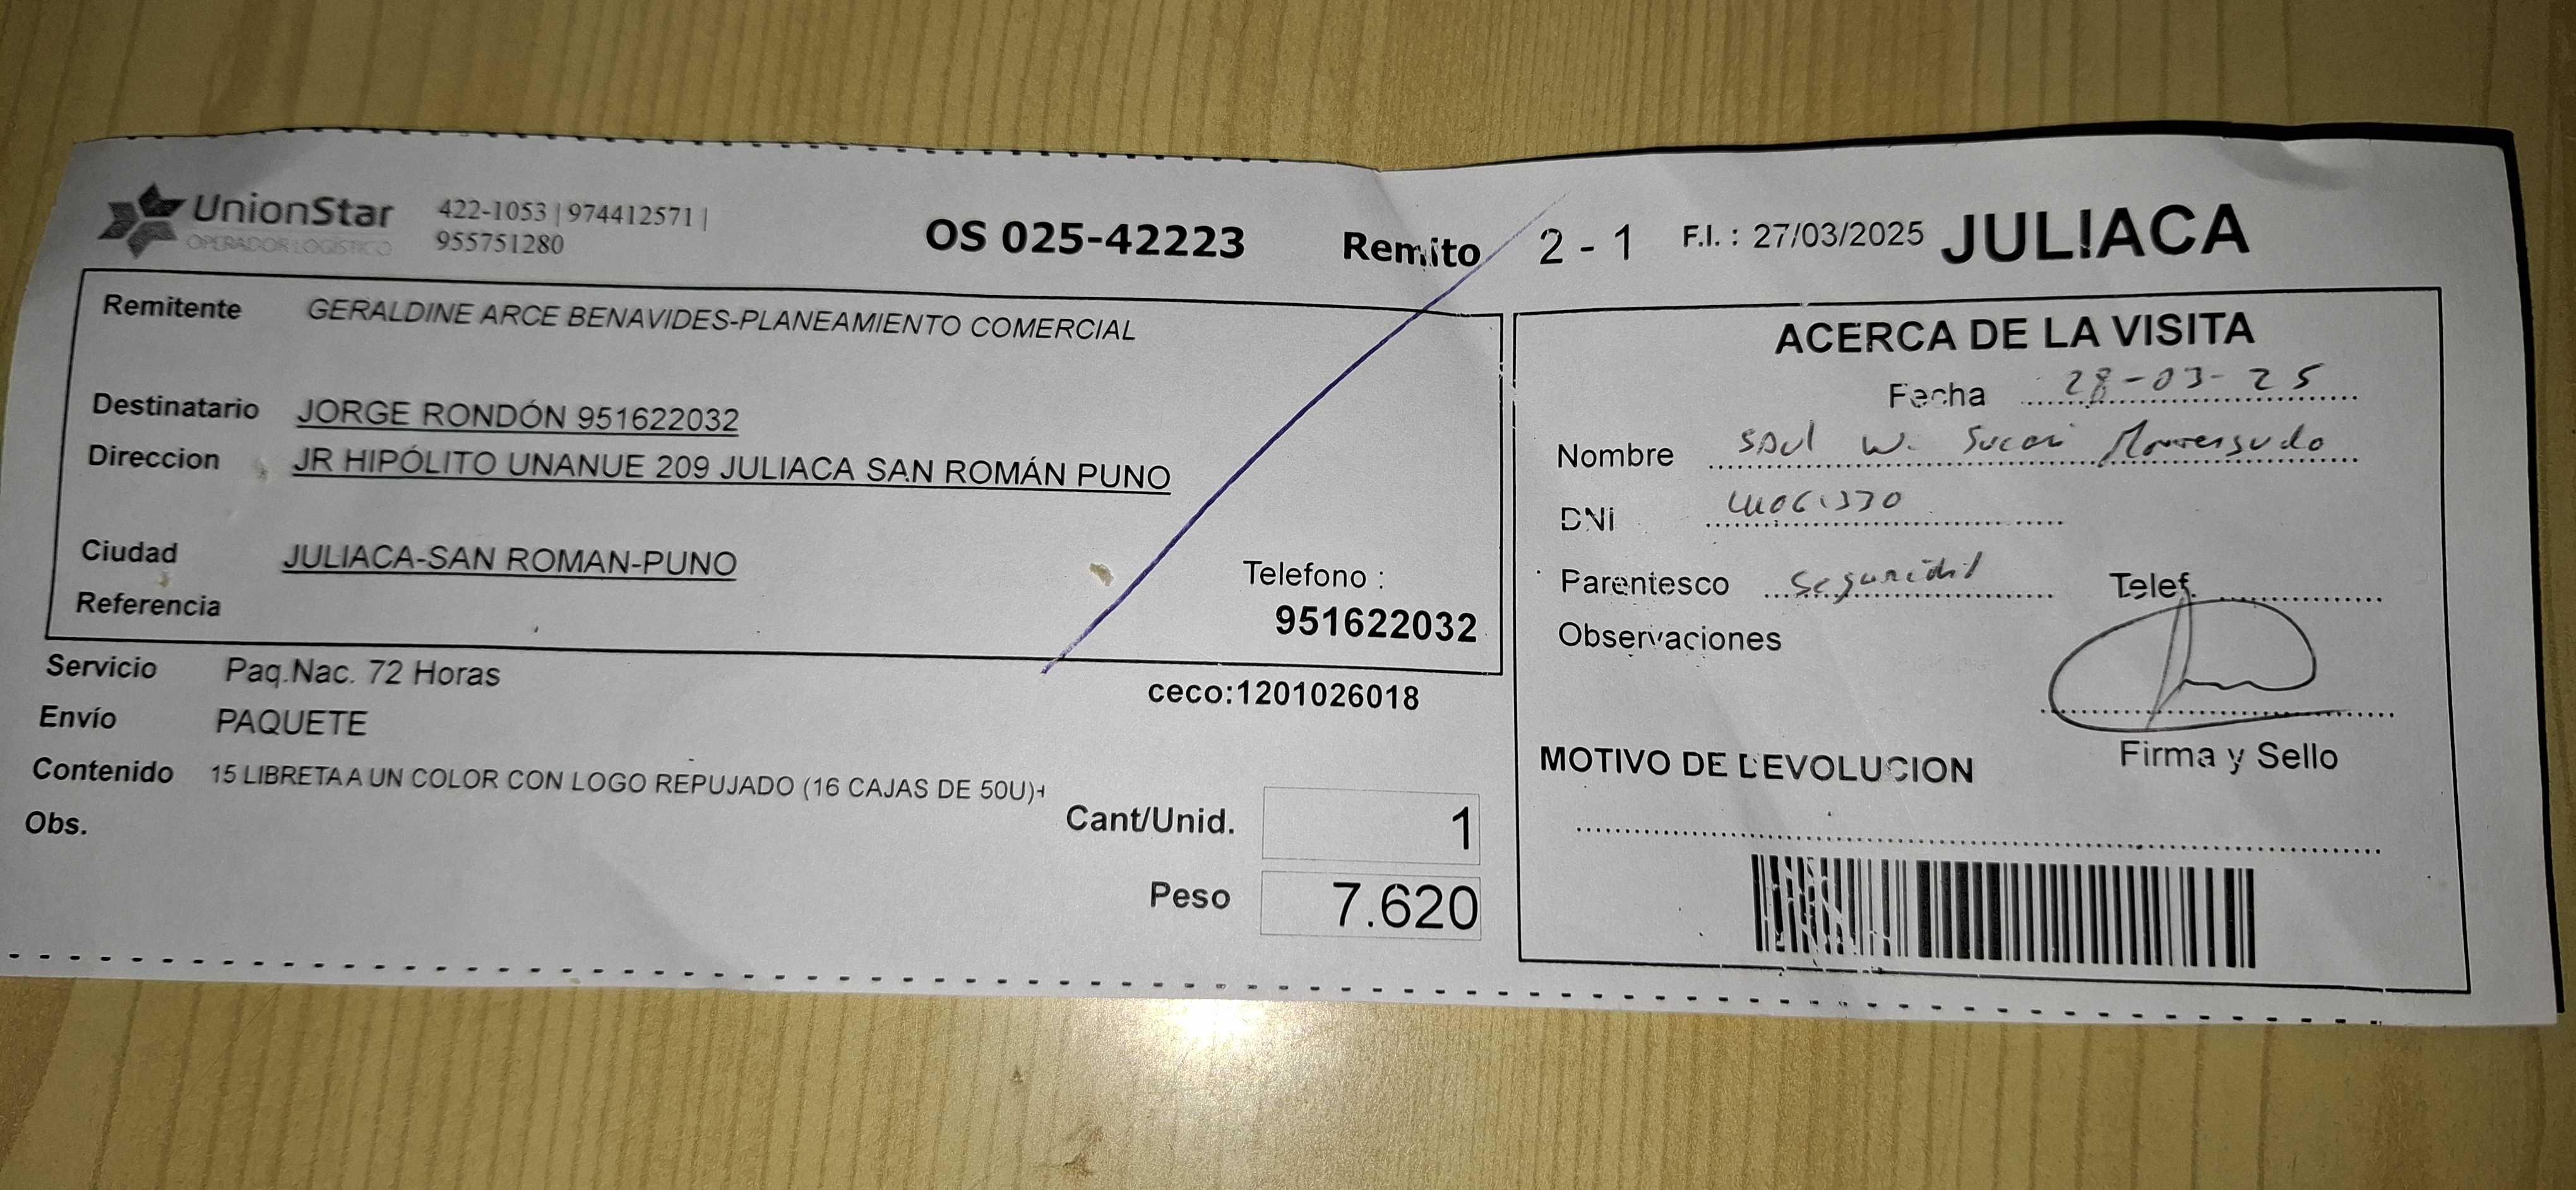 UnionStar
OPERADOR LOGÍSTICO
422-1053 | 974412571 |
955751280
OS 025-42223
Remito 2 - 1
F.I. : 27/03/2025
JULIACA
Remitente GERALDINE ARCE BENAVIDES-PLANEAMIENTO COMERCIAL
Destinatario JORGE RONDÓN 951622032
Direccion JR HIPÓLITO UNANUE 209 JULIACA SAN ROMÁN PUNO
Ciudad JULIACA-SAN ROMAN-PUNO
Referencia
Telefono :
951622032
Servicio Paq.Nac. 72 Horas
ceco:1201026018
Envío PAQUETE
Contenido 15 LIBRETA A UN COLOR CON LOGO REPUJADO (16 CAJAS DE 50U)+
Obs.
Cant/Unid. 1
Peso 7.620
ACERCA DE LA VISITA
Fecha 28-03-25
Nombre Saul W. Sucari
DNI
Parentesco Seguridad Telef.
Observaciones
Firma y Sello
MOTIVO DE DEVOLUCION